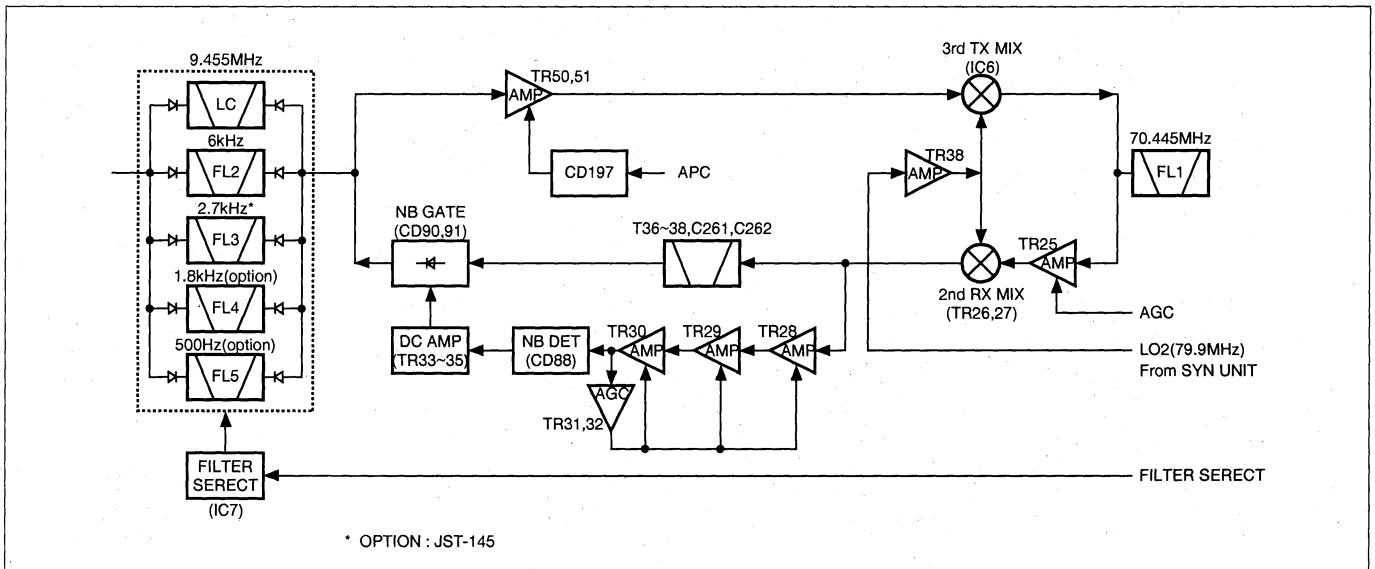 9.455MHz
LC
6kHz
FL2
2.7kHz*
FL3
1.8kHz(option)
FL4
500Hz(option)
FL5
FILTER
SERECT
(IC7)
TR50,51
AMP
CD197
APC
NB GATE
(CD90,91)
T36~38,C261,C262
DC AMP
(TR33~35)
NB DET
(CD88)
TR30
AMP
TR29
AMP
TR28
AMP
AGC
TR31,32
3rd TX MIX
(IC6)
TR38
AMP
2nd RX MIX
(TR26,27)
TR25
AMP
70.445MHz
FL1
AGC
LO2(79.9MHz)
From SYN UNIT
FILTER SERECT
* OPTION : JST-145